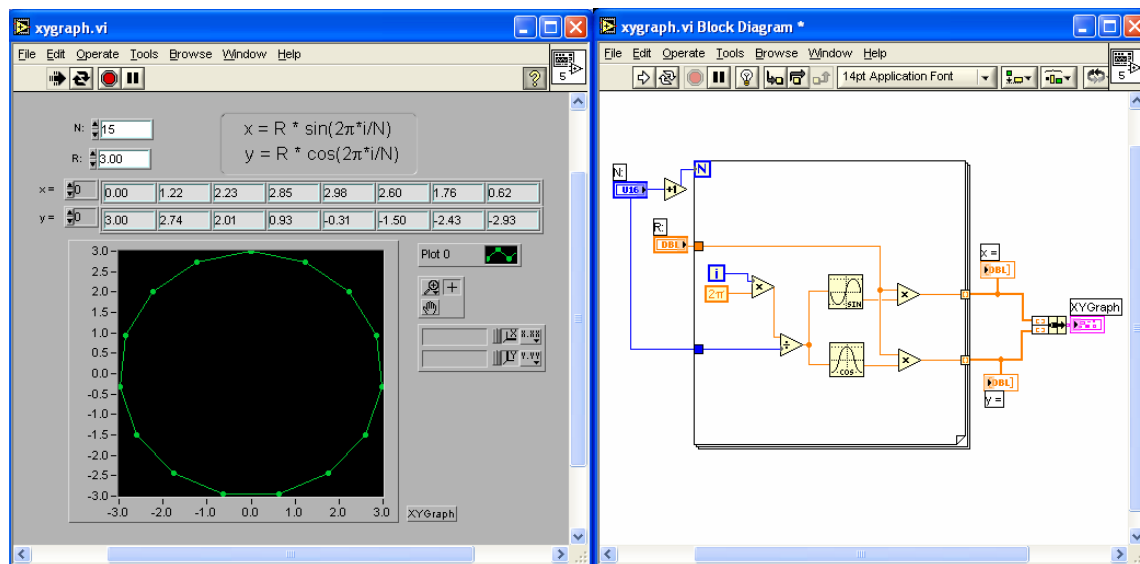 xygraph.vi
File Edit Operate Tools Browse Window Help
?
5
N: 15
R: 3.00
x = R * sin(2π*i/N)
y = R * cos(2π*i/N)
x = 0 0.00 1.22 2.23 2.85 2.98 2.60 1.76 0.62
y = 0 3.00 2.74 2.01 0.93 -0.31 -1.50 -2.43 -2.93
3.0
2.5
2.0
1.5
1.0
0.5
0.0
-0.5
-1.0
-1.5
-2.0
-2.5
-3.0
-3.0 -2.0 -1.0 0.0 1.0 2.0 3.0
Plot 0
X X.XX
Y Y.YY
XYGraph
xygraph.vi Block Diagram *
File Edit Operate Tools Browse Window Help
14pt Application Font
5
N:
U16
+1
N
R:
DBL
i
2π
×
÷
SIN
COS
×
×
x =
[DBL]
XYGraph
[DBL]
y =